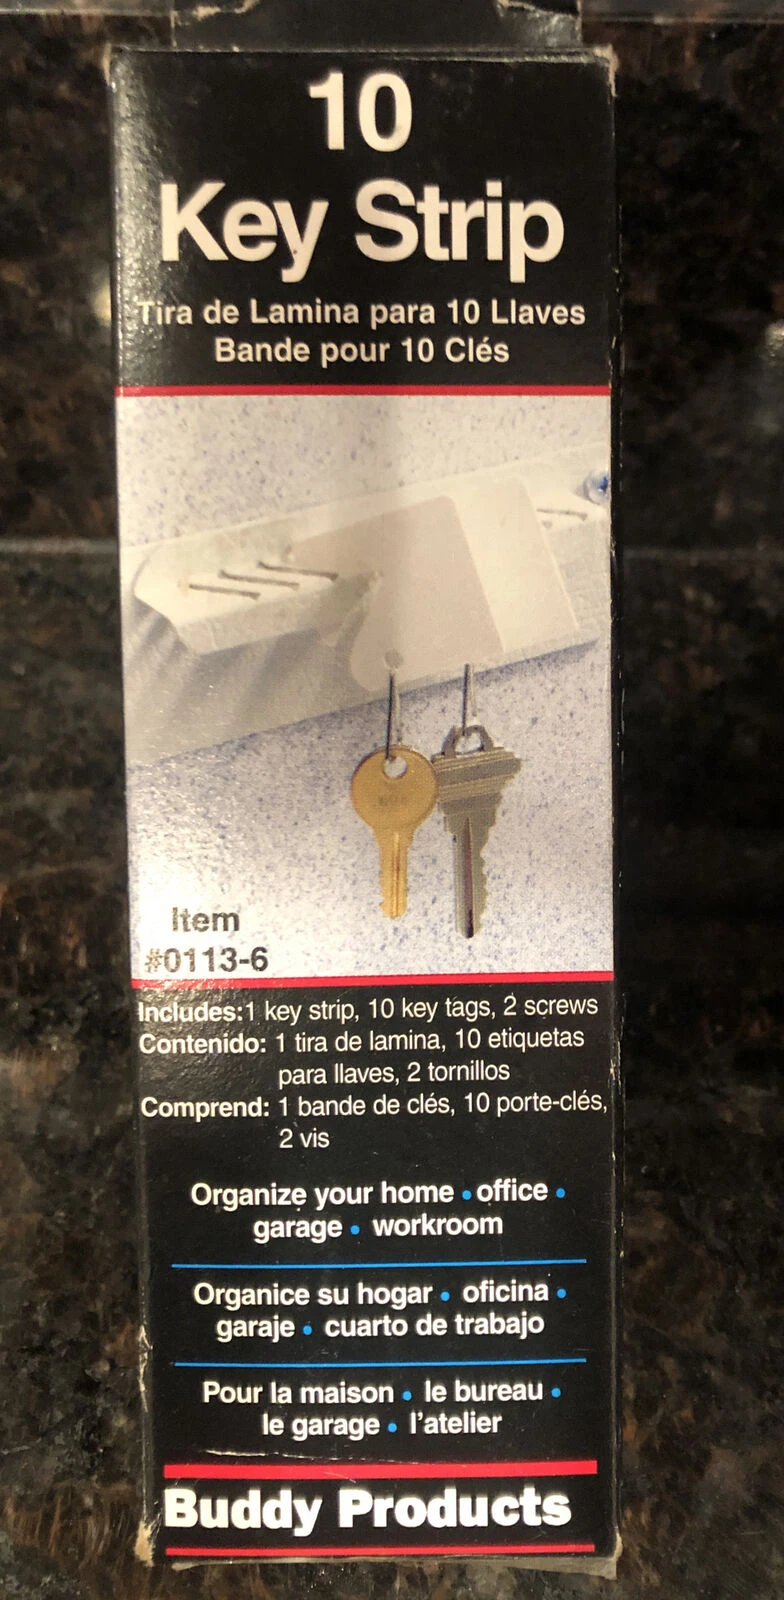 10
Key Strip
Tira de Lamina para 10 Llaves
Bande pour 10 Clés
Item
#0113-6
Includes:1 key strip, 10 key tags, 2 screws
Contenido: 1 tira de lamina, 10 etiquetas
para llaves, 2 tornillos
Comprend: 1 bande de clés, 10 porte-clés,
2 vis
Organize your home • office •
garage • workroom
Organice su hogar • oficina •
garaje • cuarto de trabajo
Pour la maison • le bureau •
le garage • l'atelier
Buddy Products